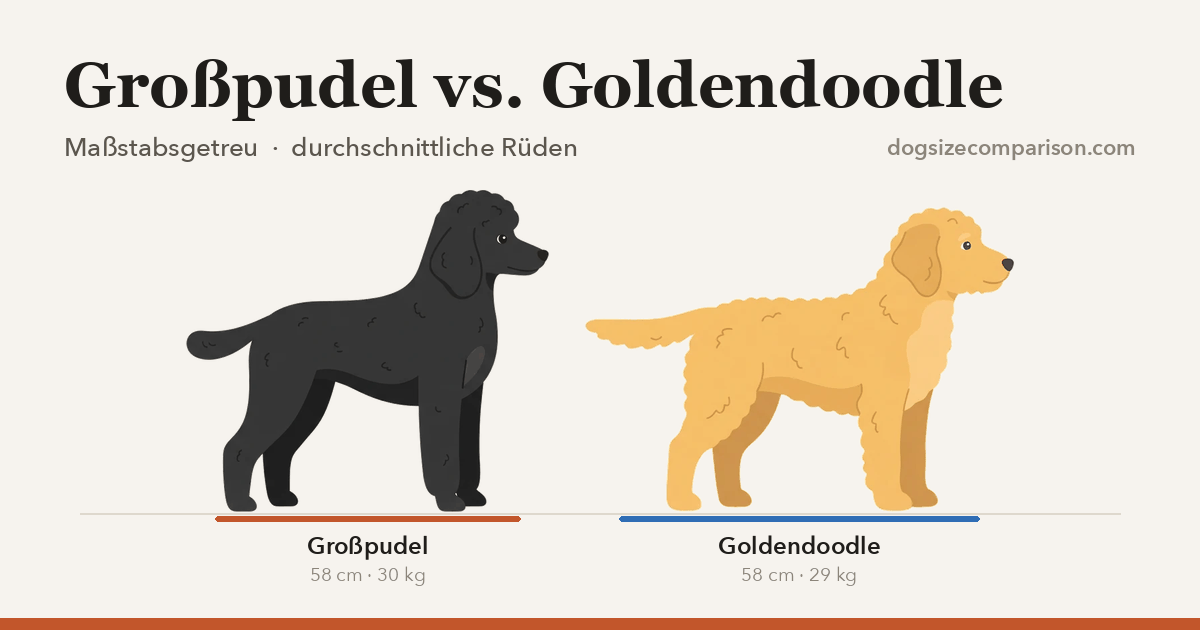 Großpudel vs. Goldendoodle
Maßstabsgetreu · durchschnittliche Rüden
dogsizecomparison.com
Großpudel
58 cm · 30 kg
Goldendoodle
58 cm · 29 kg